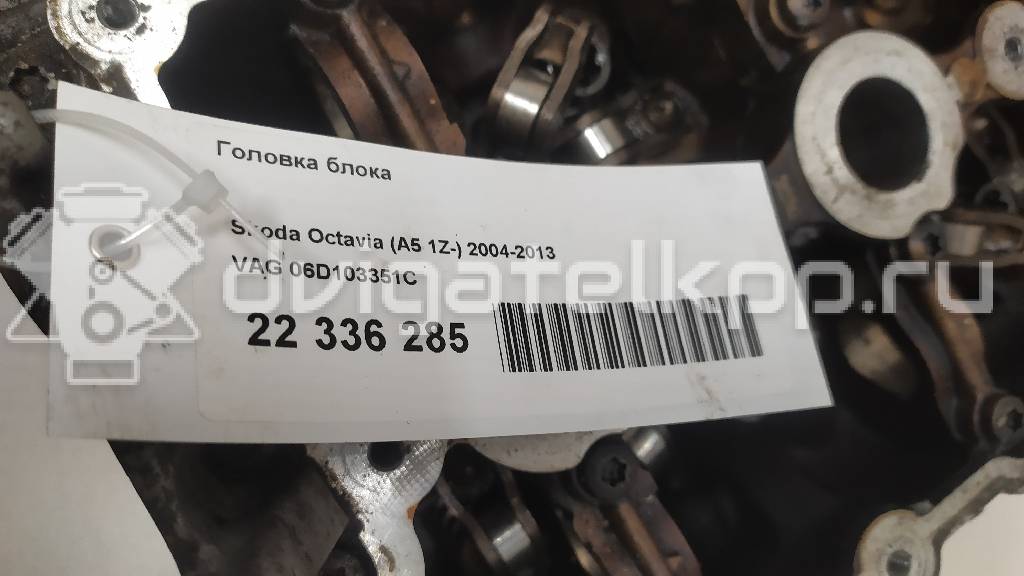 Головка блока
Skoda Octavia (A5 1Z-) 2004-2013
VAG 06D103351C
22 336 285
dvigatelkop.ru